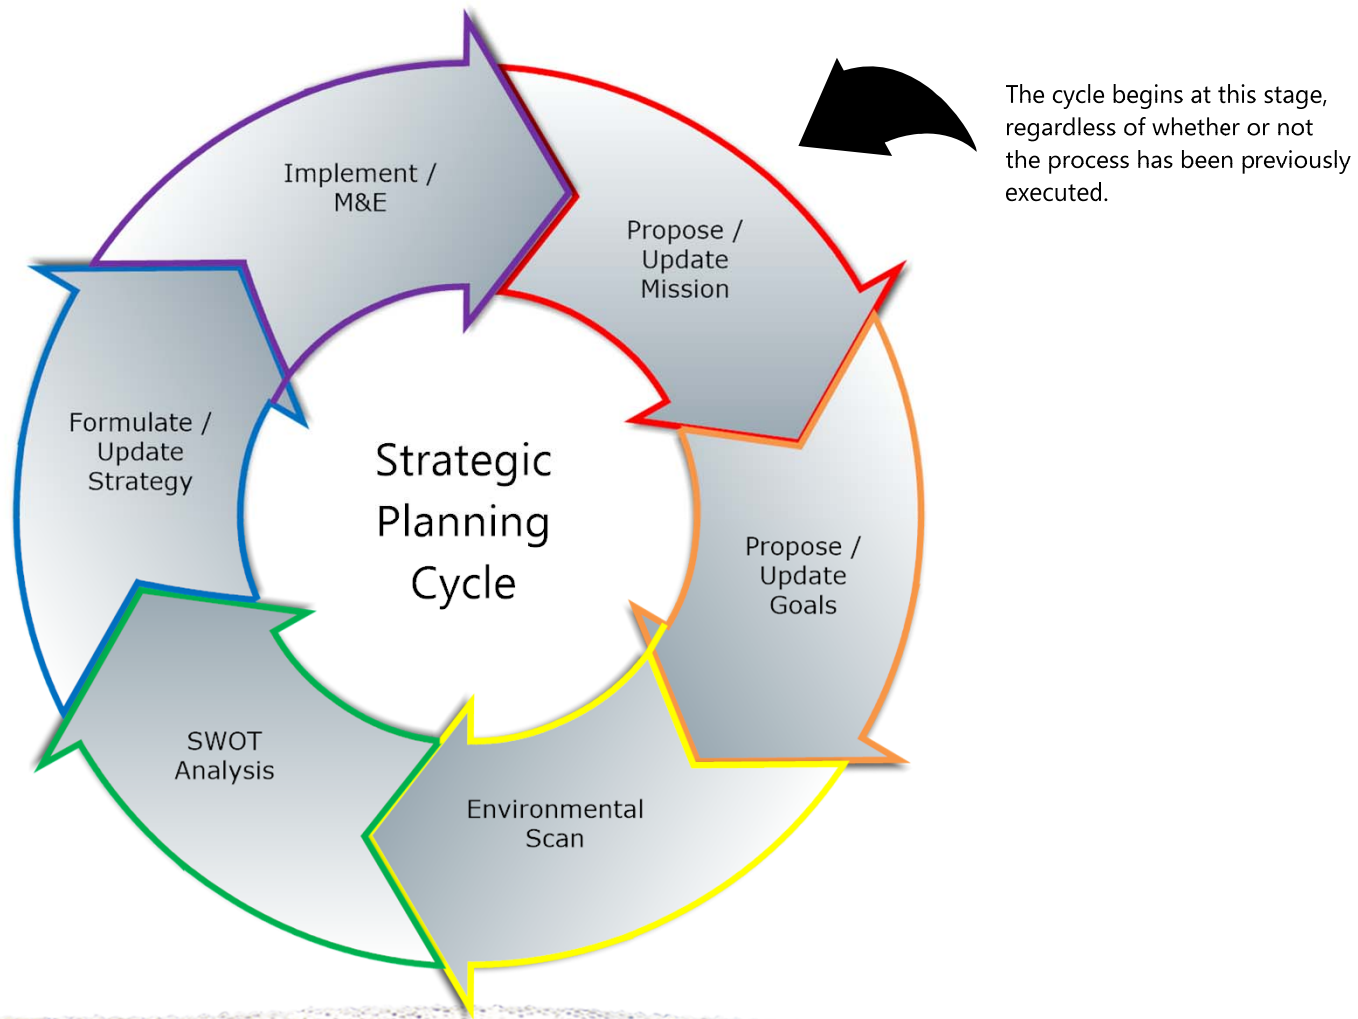 The cycle begins at this stage,
regardless of whether or not
the process has been previously
executed.
Implement /
M&E
Propose /
Update
Mission
Formulate /
Update
Strategy
Strategic
Planning
Cycle
Propose /
Update
Goals
SWOT
Analysis
Environmental
Scan